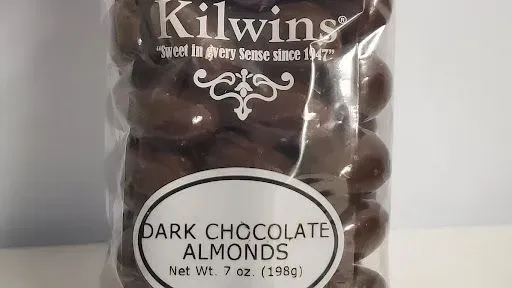 Kilwins®
"Sweet in every Sense since 1947"
DARK CHOCOLATE
ALMONDS
Net Wt. 7 oz. (198g)